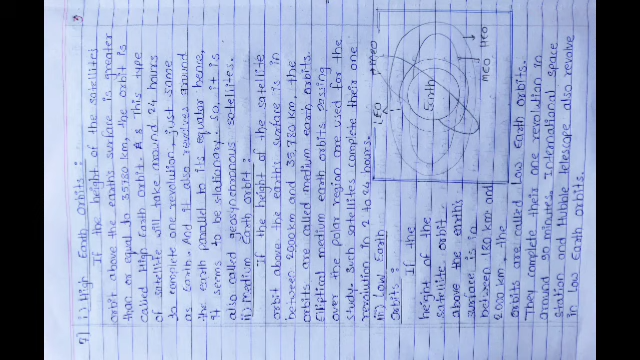 7) i) High Earth Orbits :
If the height of the satellites
orbit above the earth's surface is greater
than or equal to 35780 km, the orbit is
called High Earth Orbit. As this type
of satellite will take around 24 hours
to complete one revolution, just same
as Earth. And it also revolves around
the earth parallel to its equator hence,
it seems to be stationary. So, it is
also called geosynchronous satellites.
ii) Medium Earth orbit :
If the height of the satellite
orbit above the earth's surface is in
between 2000 km and 35,780 km, the
orbits are called medium earth orbits.
Elliptical medium earth orbits passing
over the polar region are used for the
study. Such satellites complete their one
revolution in 2 to 24 hours.
iii) Low Earth
Orbits :
If the
height of the
satellite orbit
above the earth's
surface is in
between 180 km and
2000 km, the
orbits are called Low Earth Orbits.
They complete their one revolution in
around 90 minutes. International space
station and Hubble Telescope also revolve
in Low Earth orbits.
LEO
MEO
Earth
MEO
HEO